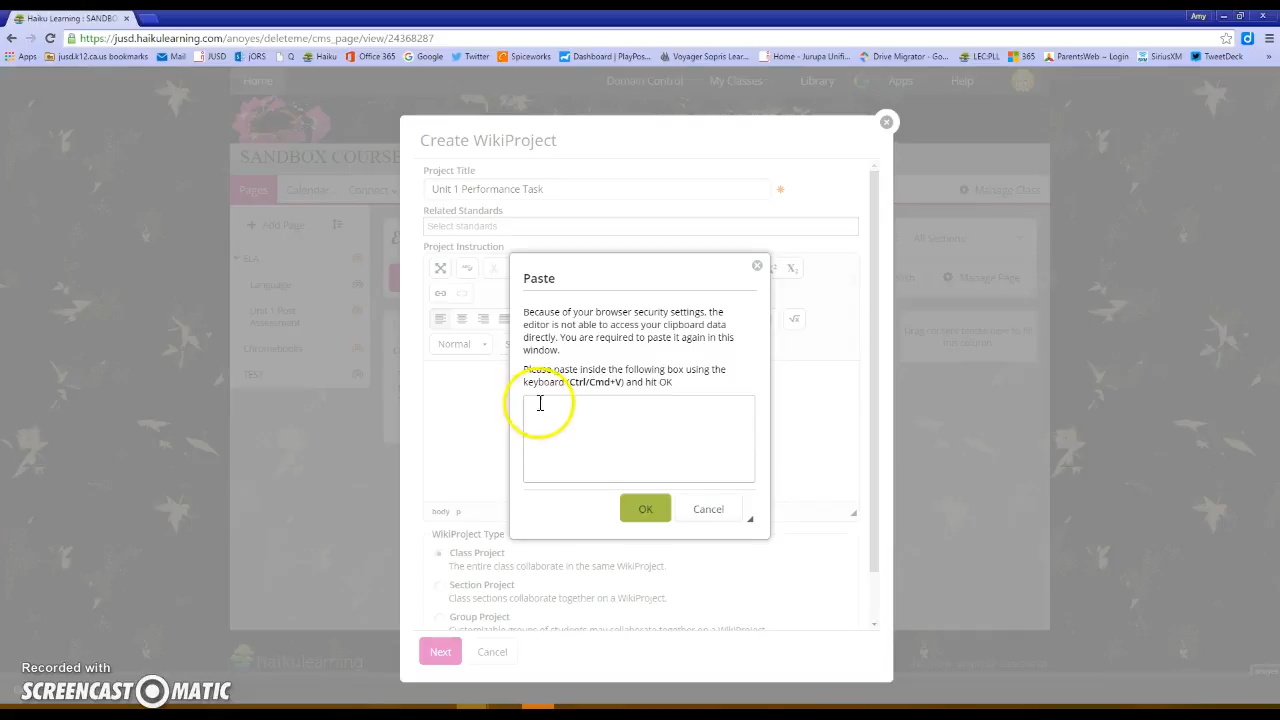 Haiku Learning : SANDBO
Amy
https://jusd.haikulearning.com/anoyes/deleteme/cms_page/view/24368287
Apps jusd.k12.ca.us bookmarks Mail JUSD iORS Q Haiku Office 365 Google Twitter Spiceworks Dashboard | PlayPos... Voyager Sopris Learn... Home - Jurupa Unifi... Drive Migrator - Go... LEC:PLL 365 ParentsWeb ~ Login SiriusXM TweetDeck »
Home Domain Control My Classes Library Apps Help
Create WikiProject
SANDBOX COURSE
Project Title
Pages Calendar Connect Unit 1 Performance Task Manage Class
Related Standards
Add Page Select standards All Sections
Project Instruction
ELA
Language
Manage Page
Unit 1 Post
Assessment
Normal
Drag content here now to fill
this column
Chromebooks
TEST
Paste
Because of your browser security settings, the
editor is not able to access your clipboard data
directly. You are required to paste it again in this
window.
Please paste inside the following box using the
keyboard (Ctrl/Cmd+V) and hit OK
OK Cancel
body p
WikiProject Type
Class Project
The entire class collaborate in the same WikiProject.
Section Project
Class sections collaborate together on a WikiProject.
Group Project
Customizable groups of students may collaborate together on a WikiProject.
Next Cancel
haikulearning
Recorded with
SCREENCAST MATIC